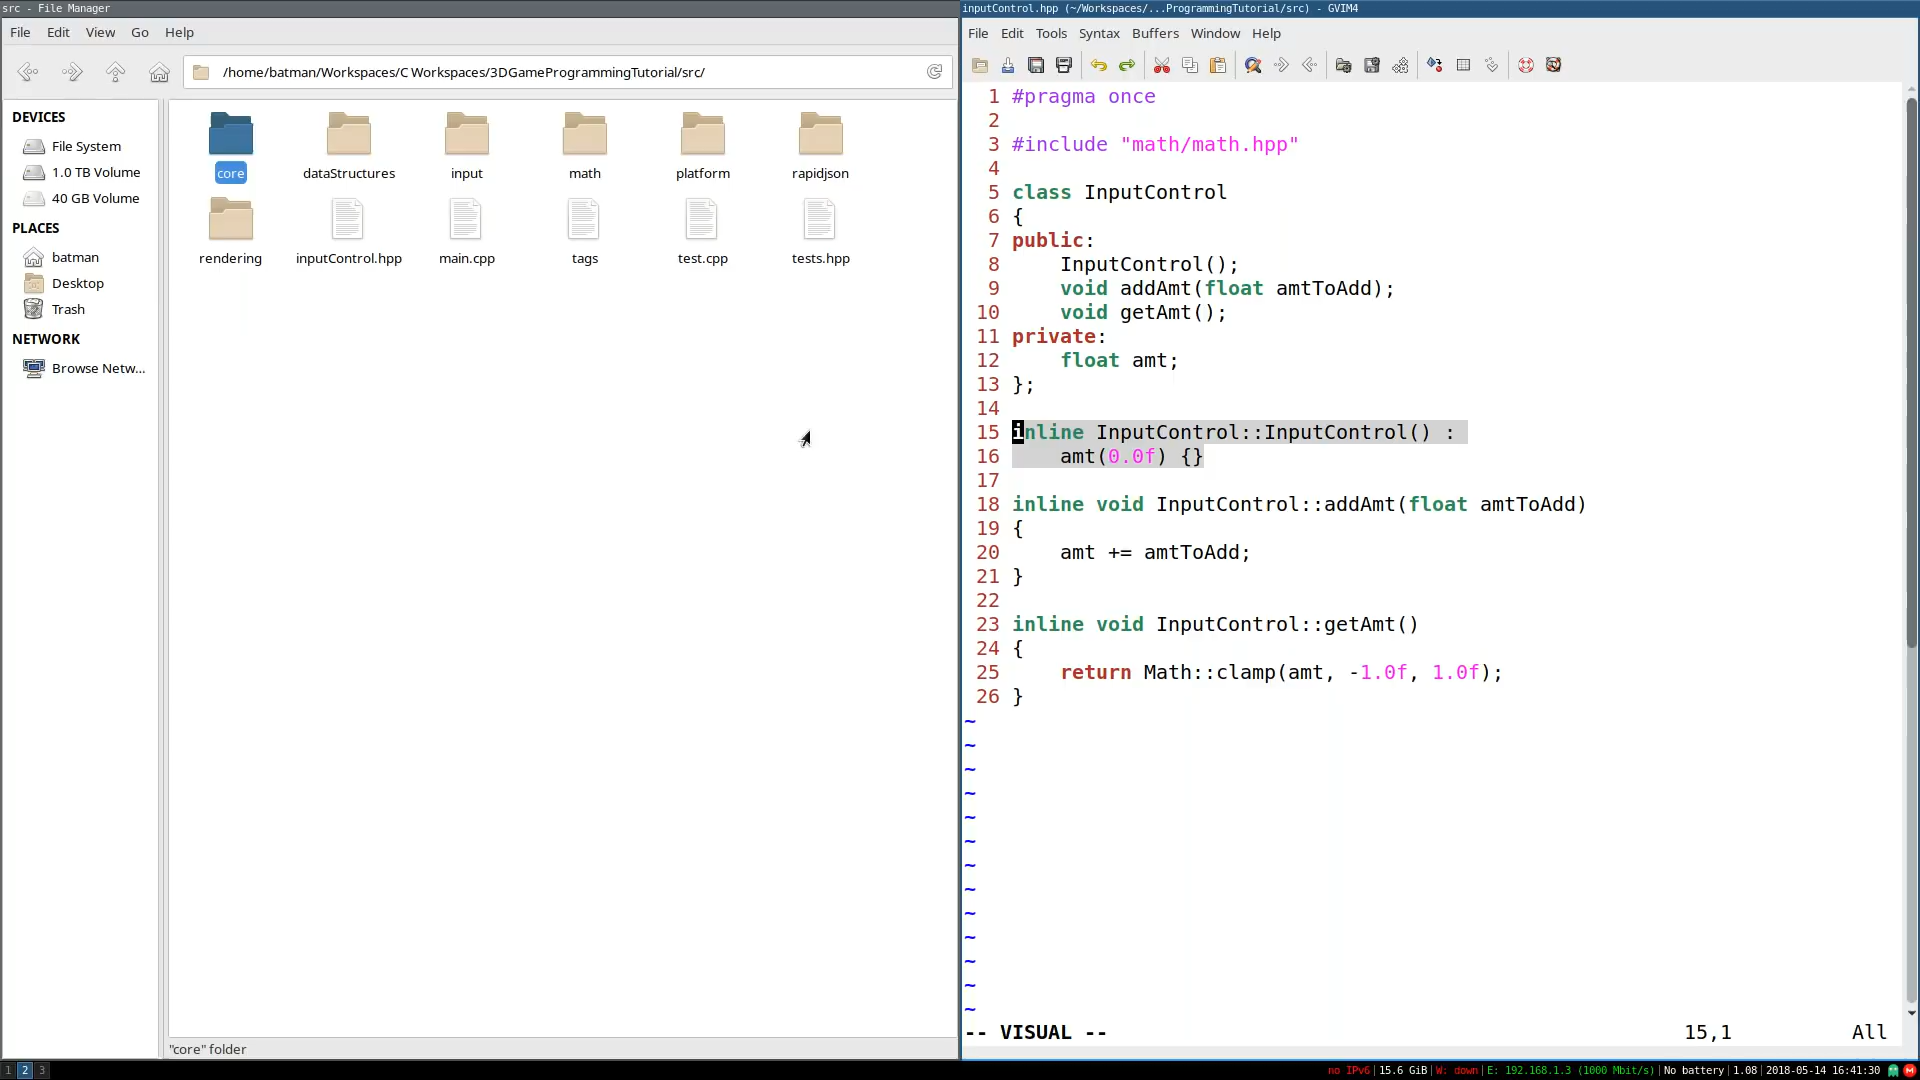 src - File Manager
File Edit View Go Help
/home/batman/Workspaces/C Workspaces/3DGameProgrammingTutorial/src/
DEVICES
File System
1.0 TB Volume
40 GB Volume
PLACES
batman
Desktop
Trash
NETWORK
Browse Netw...
core dataStructures input math platform rapidjson
rendering inputControl.hpp main.cpp tags test.cpp tests.hpp
"core" folder
inputControl.hpp (~/Workspaces/...ProgrammingTutorial/src) - GVIM4
File Edit Tools Syntax Buffers Window Help
1 #pragma once
2
3 #include "math/math.hpp"
4
5 class InputControl
6 {
7 public:
8     InputControl();
9     void addAmt(float amtToAdd);
10     void getAmt();
11 private:
12     float amt;
13 };
14
15 inline InputControl::InputControl() :
16     amt(0.0f) {}
17
18 inline void InputControl::addAmt(float amtToAdd)
19 {
20     amt += amtToAdd;
21 }
22
23 inline void InputControl::getAmt()
24 {
25     return Math::clamp(amt, -1.0f, 1.0f);
26 }
~
~
~
~
~
~
~
~
~
~
~
~
~
-- VISUAL -- 15,1 All
1 2 3 no IPv6|15.6 GiB|W: down|E: 192.168.1.3 (1000 Mbit/s)|No battery|1.08|2018-05-14 16:41:30